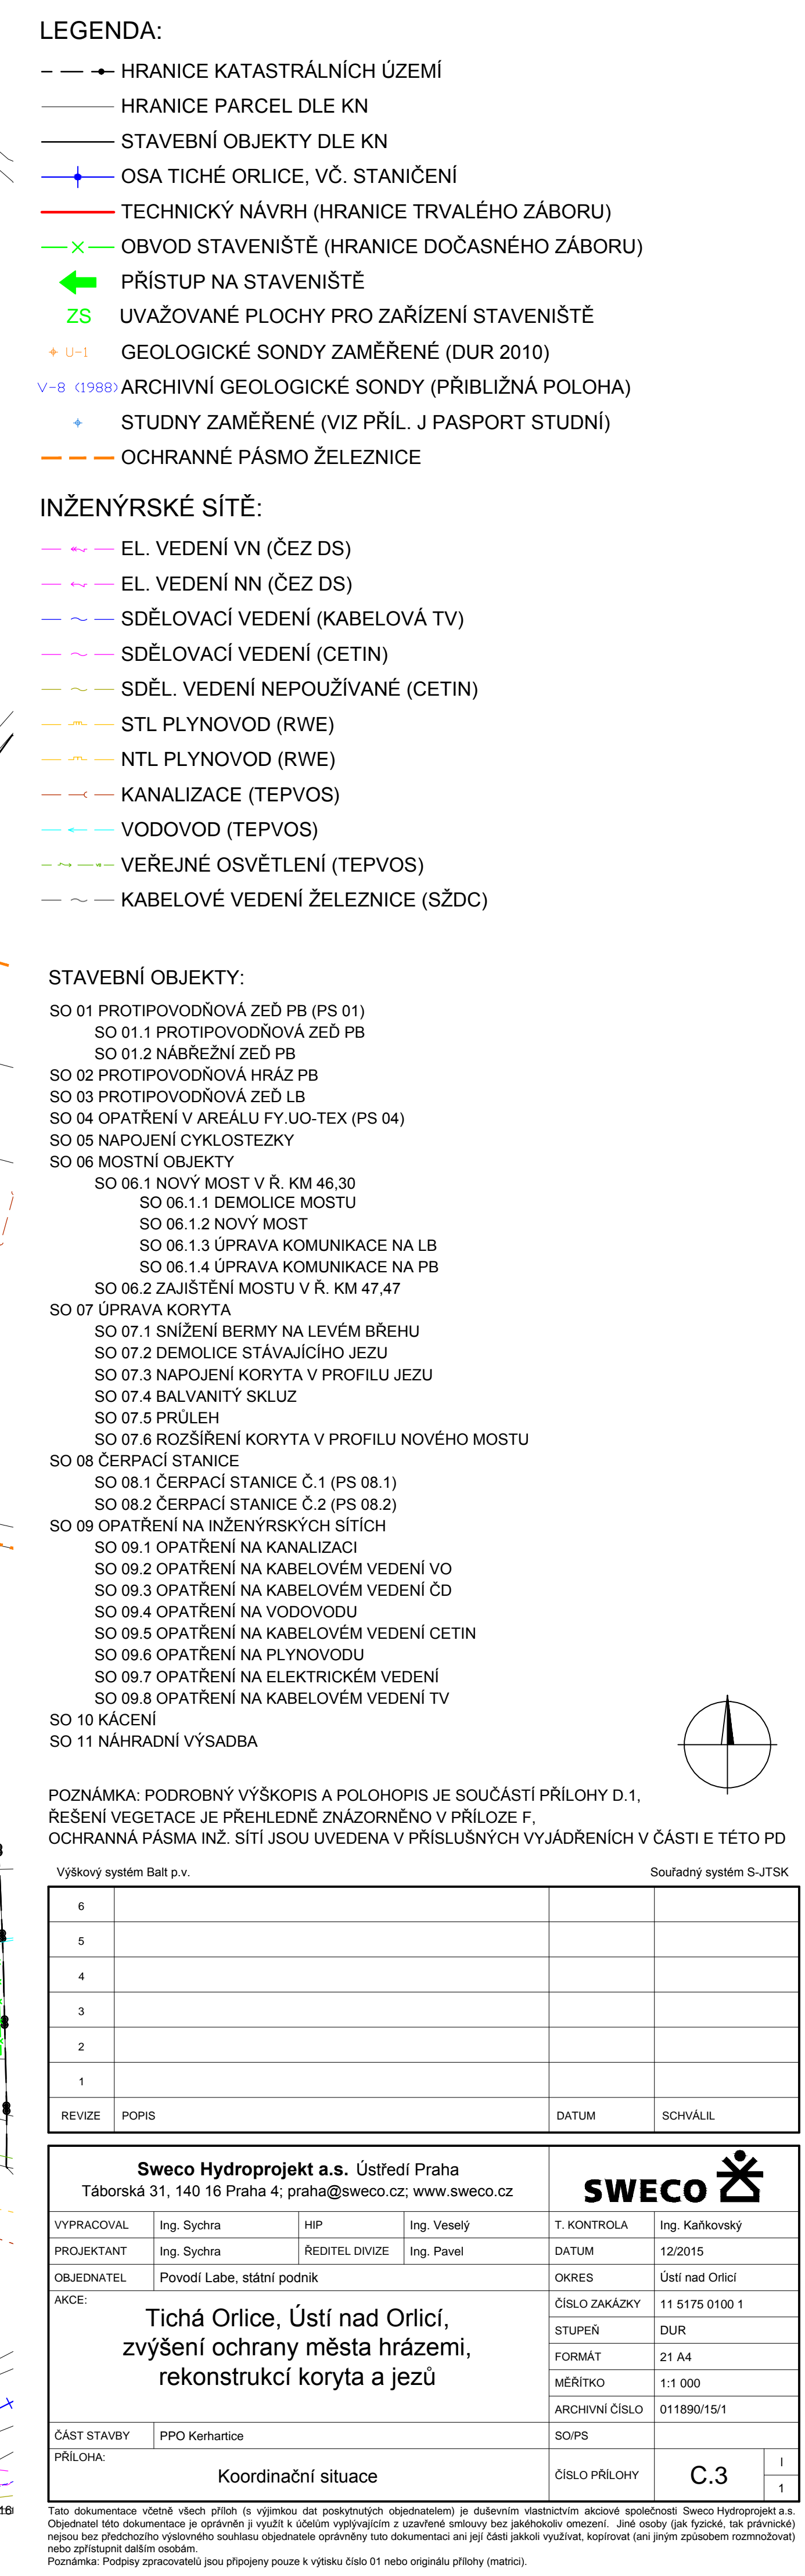 LEGENDA:
HRANICE KATASTRÁLNÍCH ÚZEMÍ
HRANICE PARCEL DLE KN
STAVEBNÍ OBJEKTY DLE KN
OSA TICHÉ ORLICE, VČ. STANIČENÍ
TECHNICKÝ NÁVRH (HRANICE TRVALÉHO ZÁBORU)
OBVOD STAVENIŠTĚ (HRANICE DOČASNÉHO ZÁBORU)
PŘÍSTUP NA STAVENIŠTĚ
ZS UVAŽOVANÉ PLOCHY PRO ZAŘÍZENÍ STAVENIŠTĚ
U-1 GEOLOGICKÉ SONDY ZAMĚŘENÉ (DUR 2010)
V-8 (1988) ARCHIVNÍ GEOLOGICKÉ SONDY (PŘIBLIŽNÁ POLOHA)
STUDNY ZAMĚŘENÉ (VIZ PŘÍL. J PASPORT STUDNÍ)
OCHRANNÉ PÁSMO ŽELEZNICE
INŽENÝRSKÉ SÍTĚ:
EL. VEDENÍ VN (ČEZ DS)
EL. VEDENÍ NN (ČEZ DS)
SDĚLOVACÍ VEDENÍ (KABELOVÁ TV)
SDĚLOVACÍ VEDENÍ (CETIN)
SDĚL. VEDENÍ NEPOUŽÍVANÉ (CETIN)
STL PLYNOVOD (RWE)
NTL PLYNOVOD (RWE)
KANALIZACE (TEPVOS)
VODOVOD (TEPVOS)
VEŘEJNÉ OSVĚTLENÍ (TEPVOS)
KABELOVÉ VEDENÍ ŽELEZNICE (SŽDC)
STAVEBNÍ OBJEKTY:
SO 01 PROTIPOVODŇOVÁ ZEĎ PB (PS 01)
SO 01.1 PROTIPOVODŇOVÁ ZEĎ PB
SO 01.2 NÁBŘEŽNÍ ZEĎ PB
SO 02 PROTIPOVODŇOVÁ HRÁZ PB
SO 03 PROTIPOVODŇOVÁ ZEĎ LB
SO 04 OPATŘENÍ V AREÁLU FY.UO-TEX (PS 04)
SO 05 NAPOJENÍ CYKLOSTEZKY
SO 06 MOSTNÍ OBJEKTY
SO 06.1 NOVÝ MOST V Ř. KM 46,30
SO 06.1.1 DEMOLICE MOSTU
SO 06.1.2 NOVÝ MOST
SO 06.1.3 ÚPRAVA KOMUNIKACE NA LB
SO 06.1.4 ÚPRAVA KOMUNIKACE NA PB
SO 06.2 ZAJIŠTĚNÍ MOSTU V Ř. KM 47,47
SO 07 ÚPRAVA KORYTA
SO 07.1 SNÍŽENÍ BERMY NA LEVÉM BŘEHU
SO 07.2 DEMOLICE STÁVAJÍCÍHO JEZU
SO 07.3 NAPOJENÍ KORYTA V PROFILU JEZU
SO 07.4 BALVANITÝ SKLUZ
SO 07.5 PRŮLEH
SO 07.6 ROZŠÍŘENÍ KORYTA V PROFILU NOVÉHO MOSTU
SO 08 ČERPACÍ STANICE
SO 08.1 ČERPACÍ STANICE Č.1 (PS 08.1)
SO 08.2 ČERPACÍ STANICE Č.2 (PS 08.2)
SO 09 OPATŘENÍ NA INŽENÝRSKÝCH SÍTÍCH
SO 09.1 OPATŘENÍ NA KANALIZACI
SO 09.2 OPATŘENÍ NA KABELOVÉM VEDENÍ VO
SO 09.3 OPATŘENÍ NA KABELOVÉM VEDENÍ ČD
SO 09.4 OPATŘENÍ NA VODOVODU
SO 09.5 OPATŘENÍ NA KABELOVÉM VEDENÍ CETIN
SO 09.6 OPATŘENÍ NA PLYNOVODU
SO 09.7 OPATŘENÍ NA ELEKTRICKÉM VEDENÍ
SO 09.8 OPATŘENÍ NA KABELOVÉM VEDENÍ TV
SO 10 KÁCENÍ
SO 11 NÁHRADNÍ VÝSADBA
POZNÁMKA: PODROBNÝ VÝŠKOPIS A POLOHOPIS JE SOUČÁSTÍ PŘÍLOHY D.1,
ŘEŠENÍ VEGETACE JE PŘEHLEDNĚ ZNÁZORNĚNO V PŘÍLOZE F,
OCHRANNÁ PÁSMA INŽ. SÍTÍ JSOU UVEDENA V PŘÍSLUŠNÝCH VYJÁDŘENÍCH V ČÁSTI E TÉTO PD
Výškový systém Balt p.v. Souřadný systém S-JTSK
6
5
4
3
2
1
REVIZE POPIS DATUM SCHVÁLIL
Sweco Hydroprojekt a.s. Ústředí Praha
Táborská 31, 140 16 Praha 4; praha@sweco.cz; www.sweco.cz
SWECO
VYPRACOVAL Ing. Sychra HIP Ing. Veselý T. KONTROLA Ing. Kaňkovský
PROJEKTANT Ing. Sychra ŘEDITEL DIVIZE Ing. Pavel DATUM 12/2015
OBJEDNATEL Povodí Labe, státní podnik OKRES Ústí nad Orlicí
AKCE:
Tichá Orlice, Ústí nad Orlicí,
zvýšení ochrany města hrázemi,
rekonstrukcí koryta a jezů
ČÍSLO ZAKÁZKY 11 5175 0100 1
STUPEŇ DUR
FORMÁT 21 A4
MĚŘÍTKO 1:1 000
ARCHIVNÍ ČÍSLO 011890/15/1
ČÁST STAVBY PPO Kerhartice SO/PS
PŘÍLOHA:
Koordinační situace
ČÍSLO PŘÍLOHY C.3 I
1
Tato dokumentace včetně všech příloh (s výjimkou dat poskytnutých objednatelem) je duševním vlastnictvím akciové společnosti Sweco Hydroprojekt a.s.
Objednatel této dokumentace je oprávněn ji využít k účelům vyplývajícím z uzavřené smlouvy bez jakéhokoliv omezení. Jiné osoby (jak fyzické, tak právnické)
nejsou bez předchozího výslovného souhlasu objednatele oprávněny tuto dokumentaci ani její části jakkoli využívat, kopírovat (ani jiným způsobem rozmnožovat)
nebo zpřístupnit dalším osobám.
Poznámka: Podpisy zpracovatelů jsou připojeny pouze k výtisku číslo 01 nebo originálu přílohy (matrici).